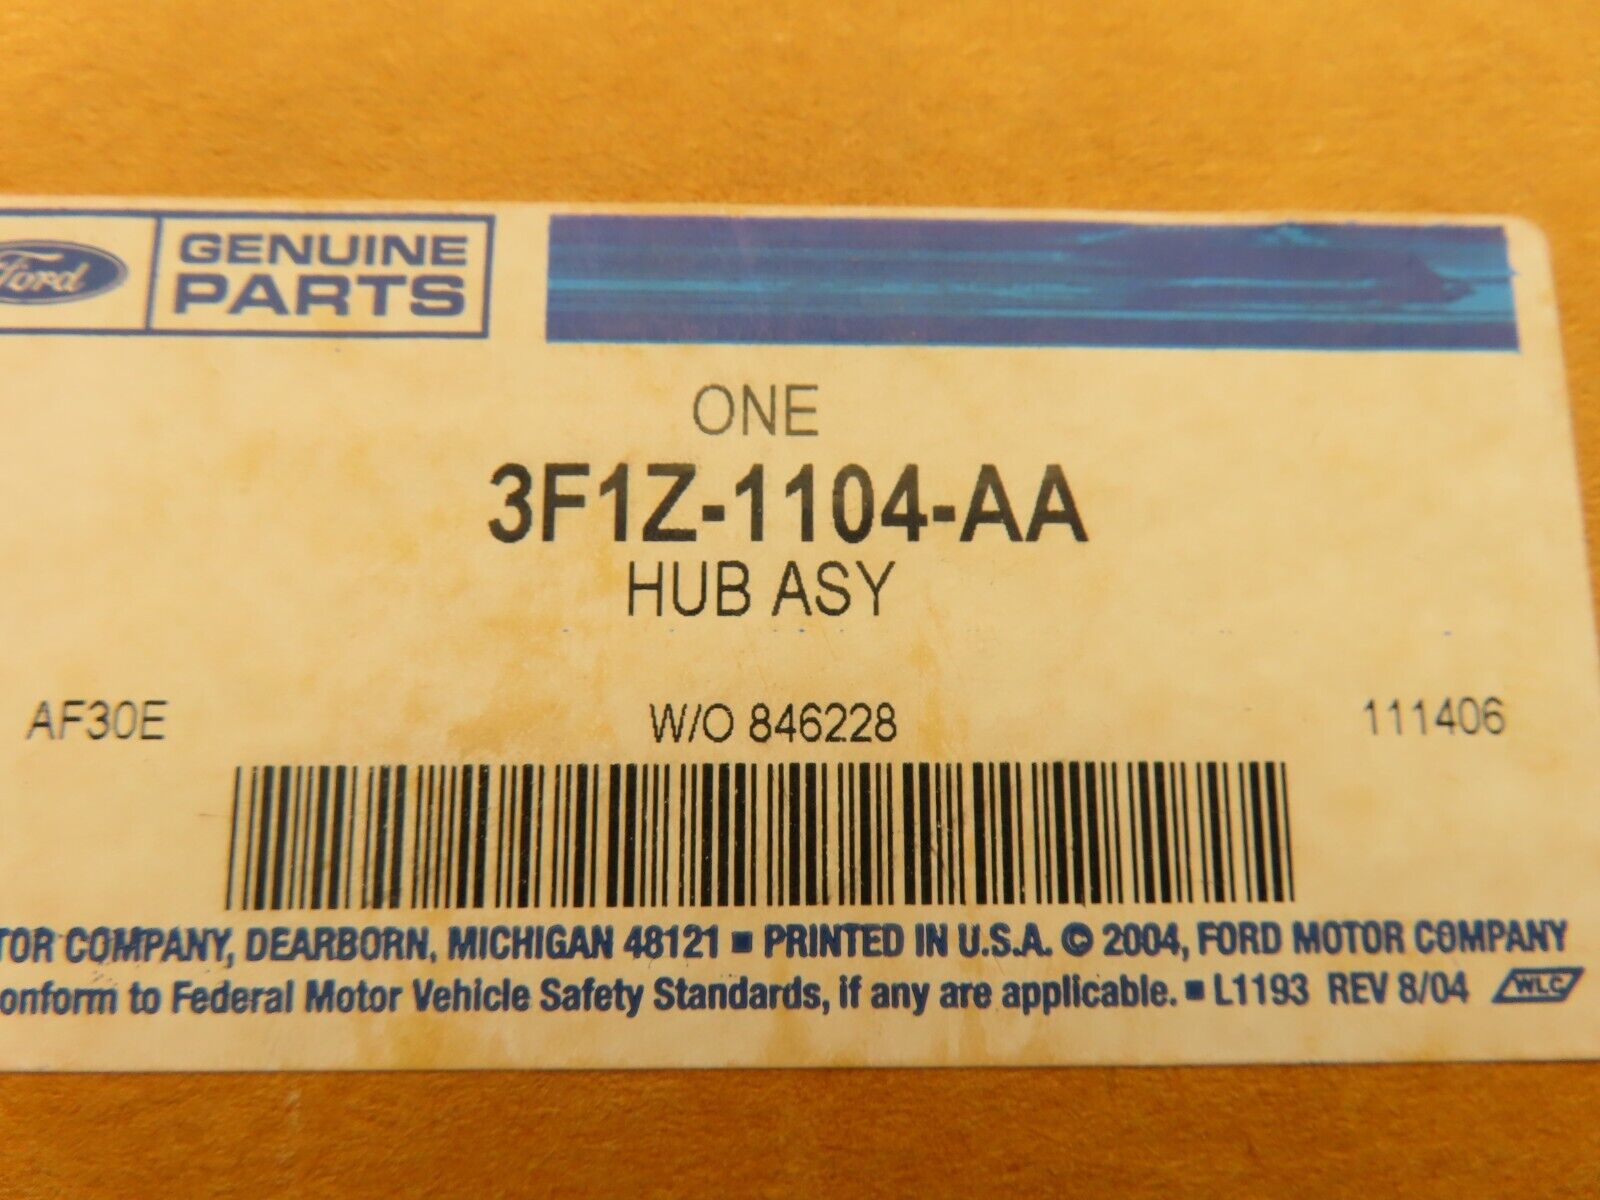 Ford
GENUINE
PARTS
ONE
3F1Z-1104-AA
HUB ASY
AF30E W/O 846228 111406
TOR COMPANY, DEARBORN, MICHIGAN 48121 ▪ PRINTED IN U.S.A. © 2004, FORD MOTOR COMPANY
onform to Federal Motor Vehicle Safety Standards, if any are applicable. ▪ L1193 REV 8/04 WLC